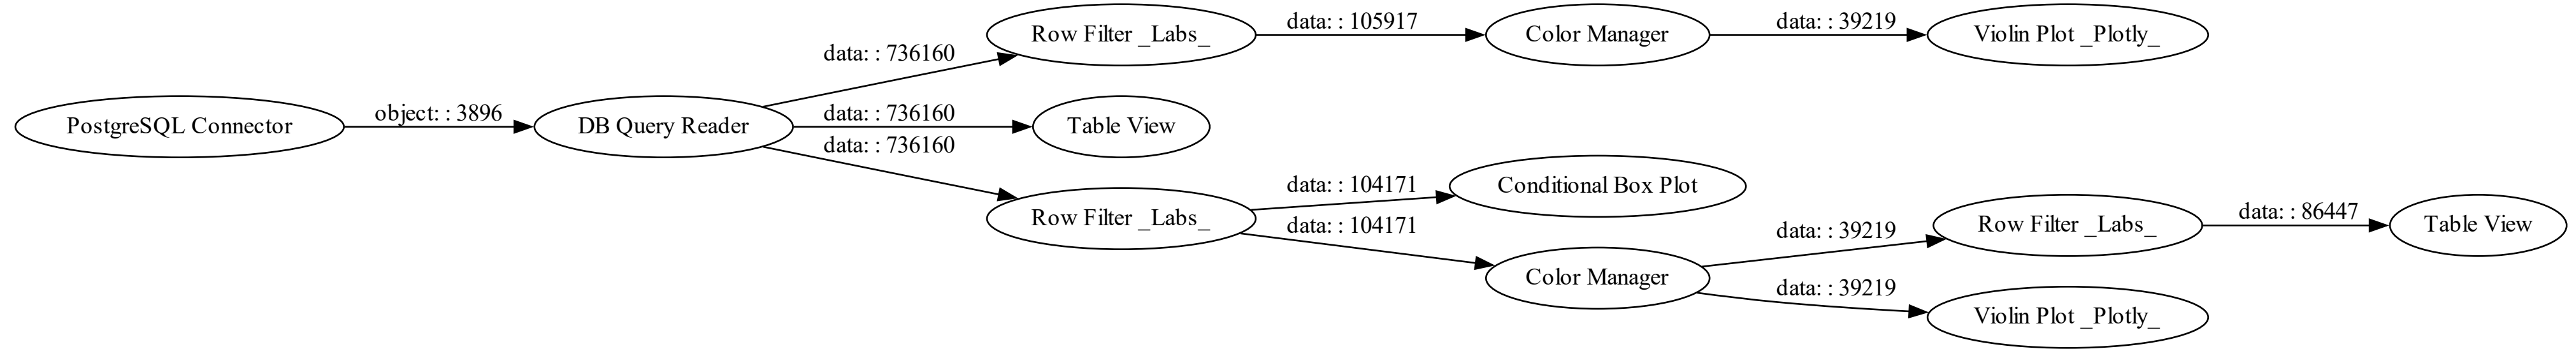 PostgreSQL Connector
object: : 3896
DB Query Reader
data: : 736160
Row Filter _Labs_
data: : 105917
Color Manager
data: : 39219
Violin Plot _Plotly_
data: : 736160
Table View
data: : 736160
Row Filter _Labs_
data: : 104171
Conditional Box Plot
data: : 104171
Color Manager
data: : 39219
Row Filter _Labs_
data: : 86447
Table View
data: : 39219
Violin Plot _Plotly_